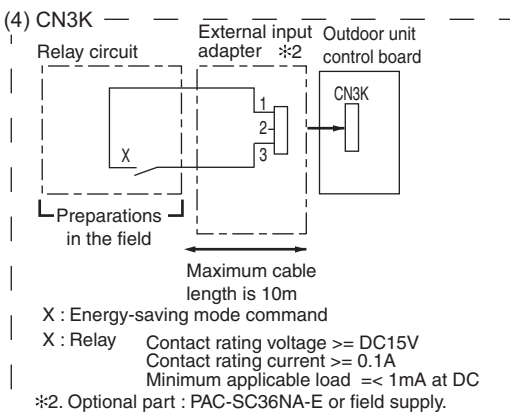 (4) CN3K
External input
adapter ✻2
Outdoor unit
control board
Relay circuit
CN3K
1
2
3
X
Preparations
in the field
Maximum cable
length is 10m
X : Energy-saving mode command
X : Relay
Contact rating voltage >= DC15V
Contact rating current >= 0.1A
Minimum applicable load =< 1mA at DC
✻2. Optional part : PAC-SC36NA-E or field supply.